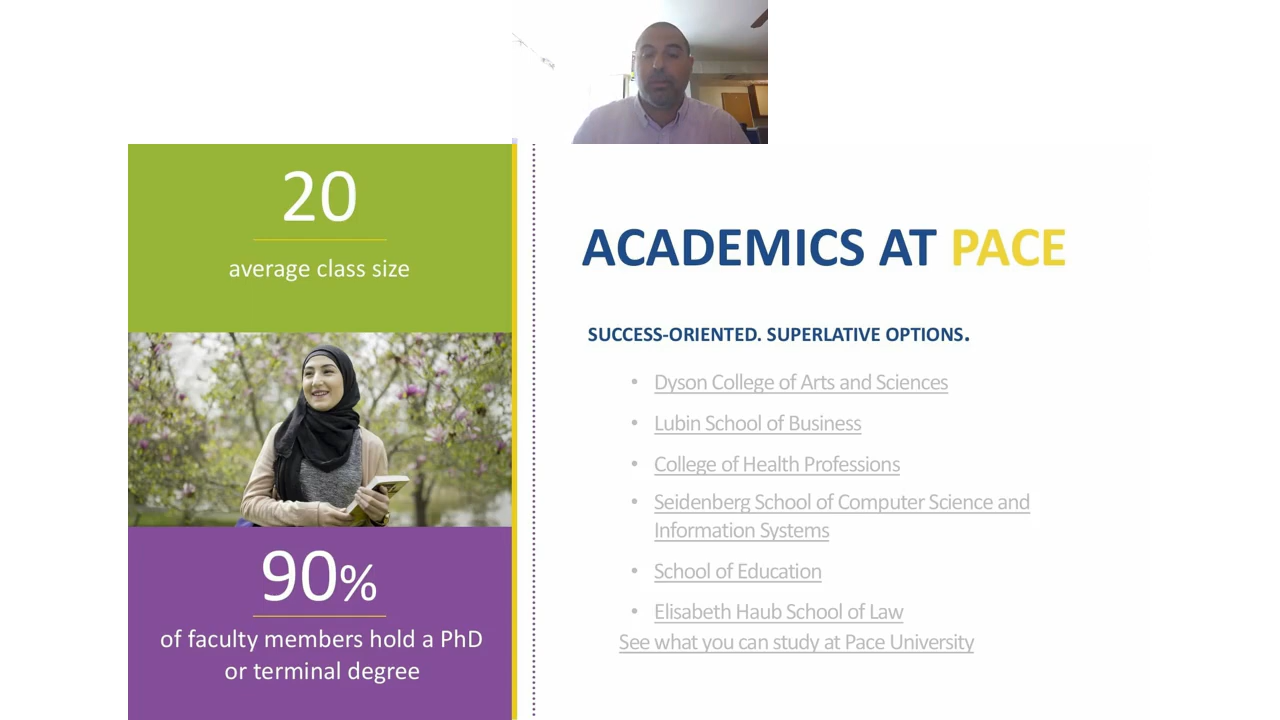 20
average class size
90%
of faculty members hold a PhD
or terminal degree
ACADEMICS AT PACE
SUCCESS-ORIENTED. SUPERLATIVE OPTIONS.
• Dyson College of Arts and Sciences
• Lubin School of Business
• College of Health Professions
• Seidenberg School of Computer Science and
Information Systems
• School of Education
• Elisabeth Haub School of Law
See what you can study at Pace University